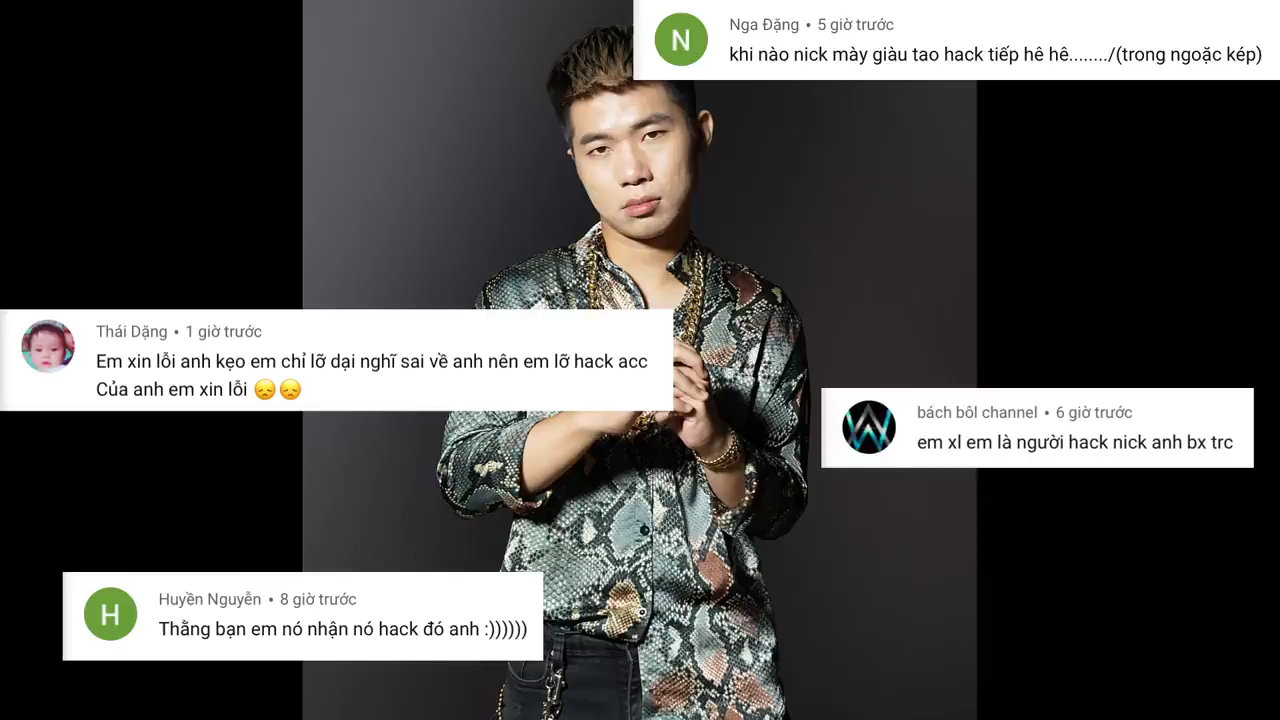 N
Nga Đặng • 5 giờ trước
khi nào nick mày giàu tao hack tiếp hê hê......../(trong ngoặc kép)
Thái Dặng • 1 giờ trước
Em xin lỗi anh kẹo em chỉ lỡ dại nghĩ sai về anh nên em lỡ hack acc
Của anh em xin lỗi 😞😞
bách bôl channel • 6 giờ trước
em xl em là người hack nick anh bx trc
H
Huyền Nguyễn • 8 giờ trước
Thằng bạn em nó nhận nó hack đó anh :))))))